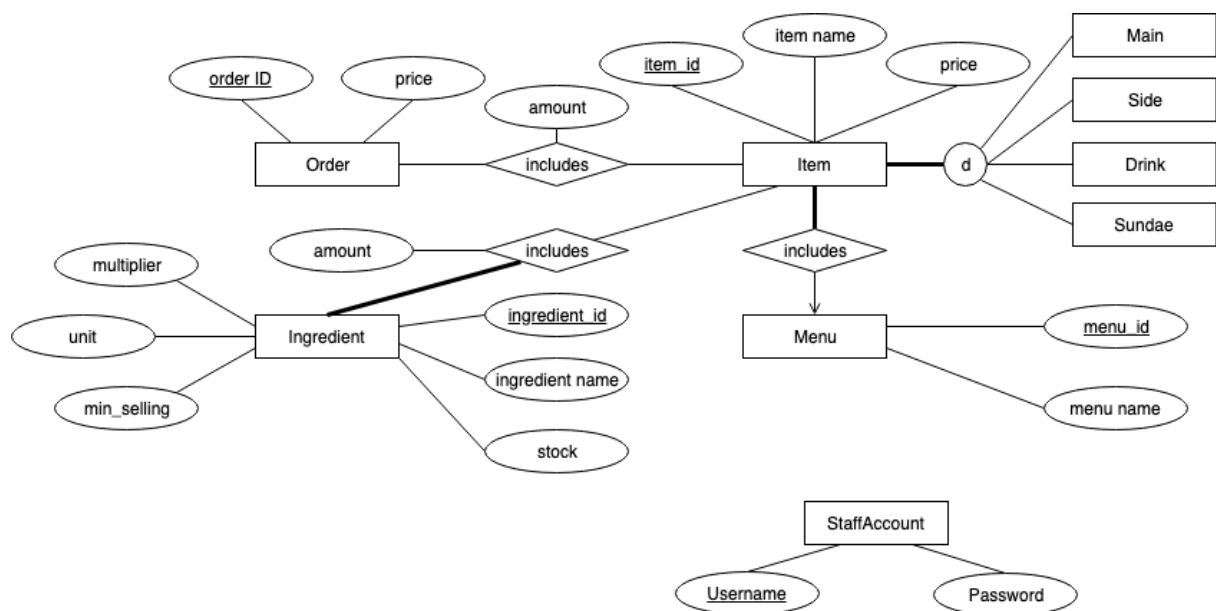 item name
Main
order ID
price
item_id
price
amount
Side
Order
includes
Item
d
Drink
Sundae
amount
includes
includes
multiplier
ingredient_id
unit
Ingredient
Menu
menu_id
ingredient name
min_selling
menu name
stock
StaffAccount
Username
Password